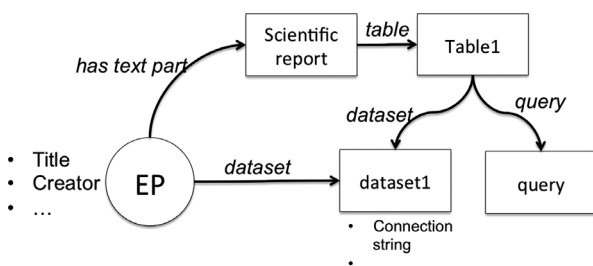 Scientific
report
table
Table1
has text part
dataset
query
• Title
• Creator
• …
EP
dataset
dataset1
query
• Connection
string
•